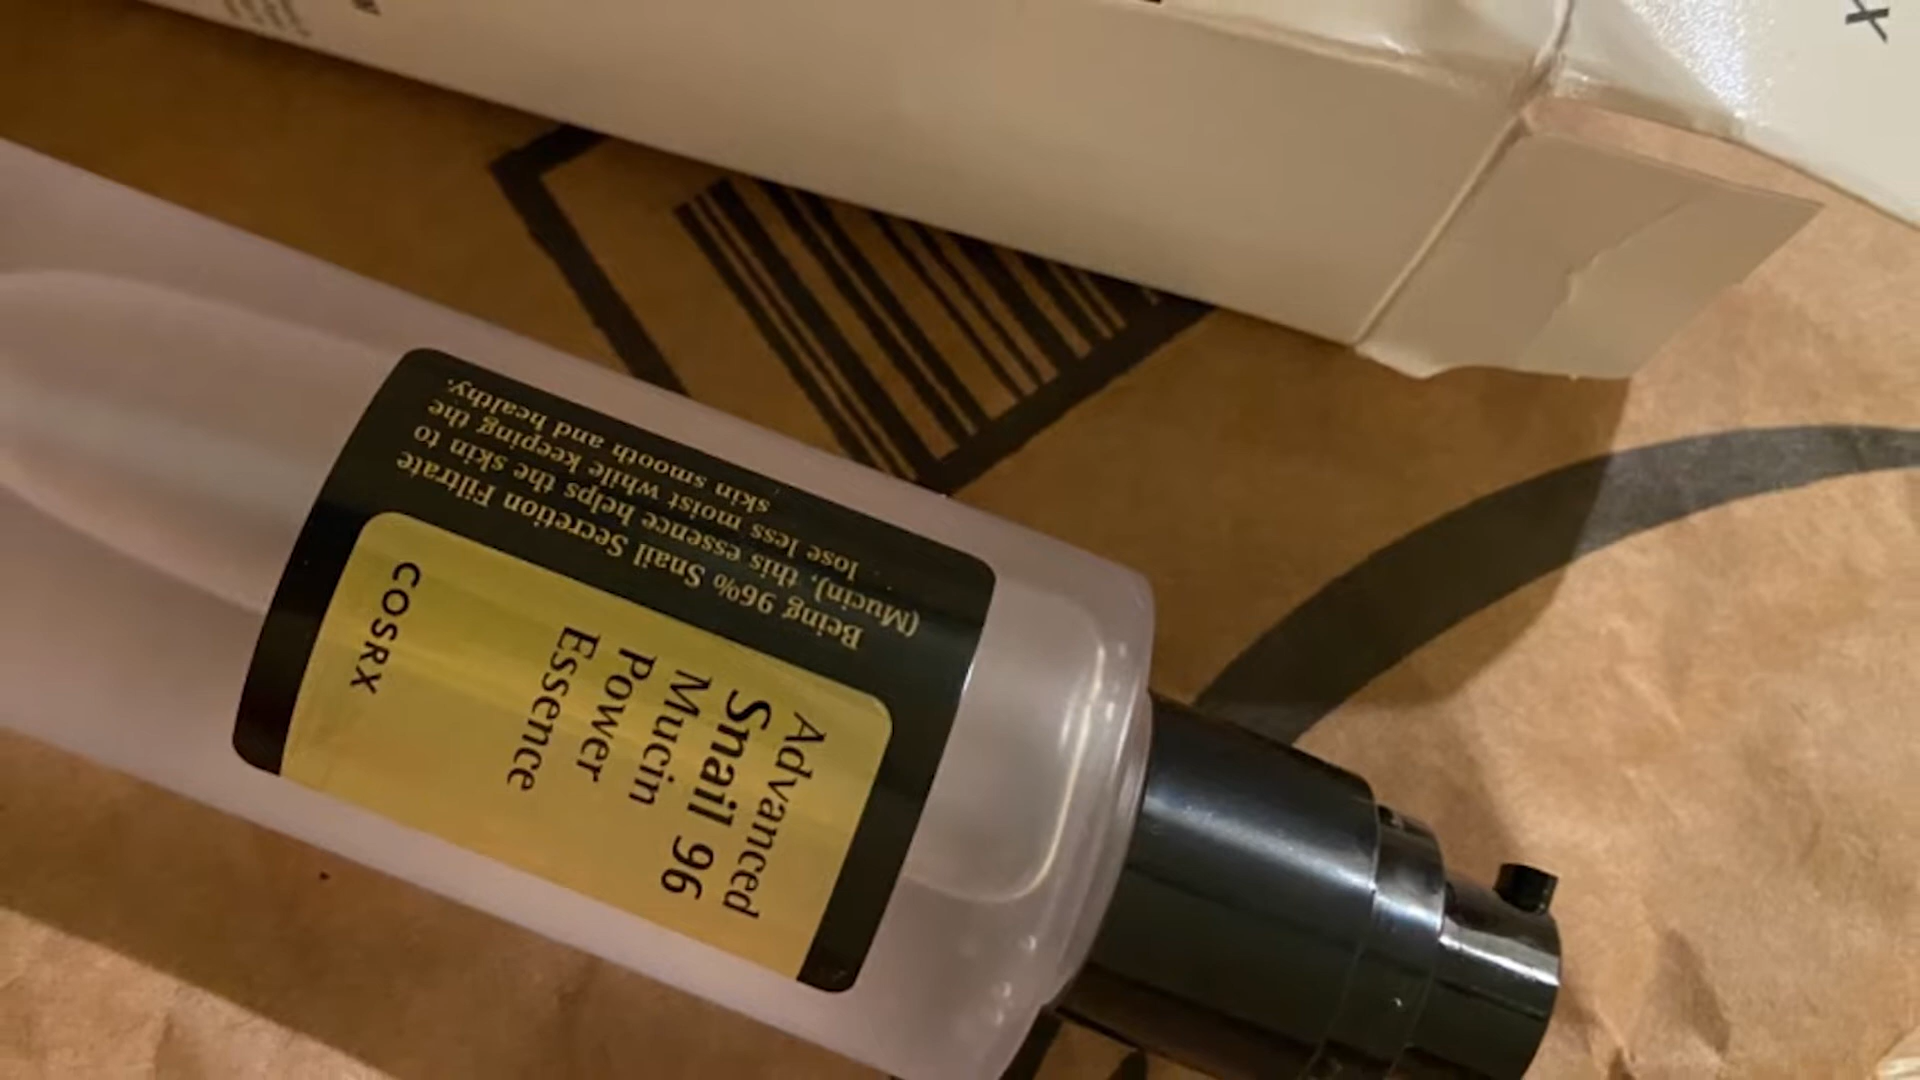 Advanced
Snail 96
Mucin
Power
Essence
COSRX
Being 96% Snail Secretion Filtrate
(Mucin), this essence helps the skin to
lose less moist while keeping the
skin smooth and healthy.
X